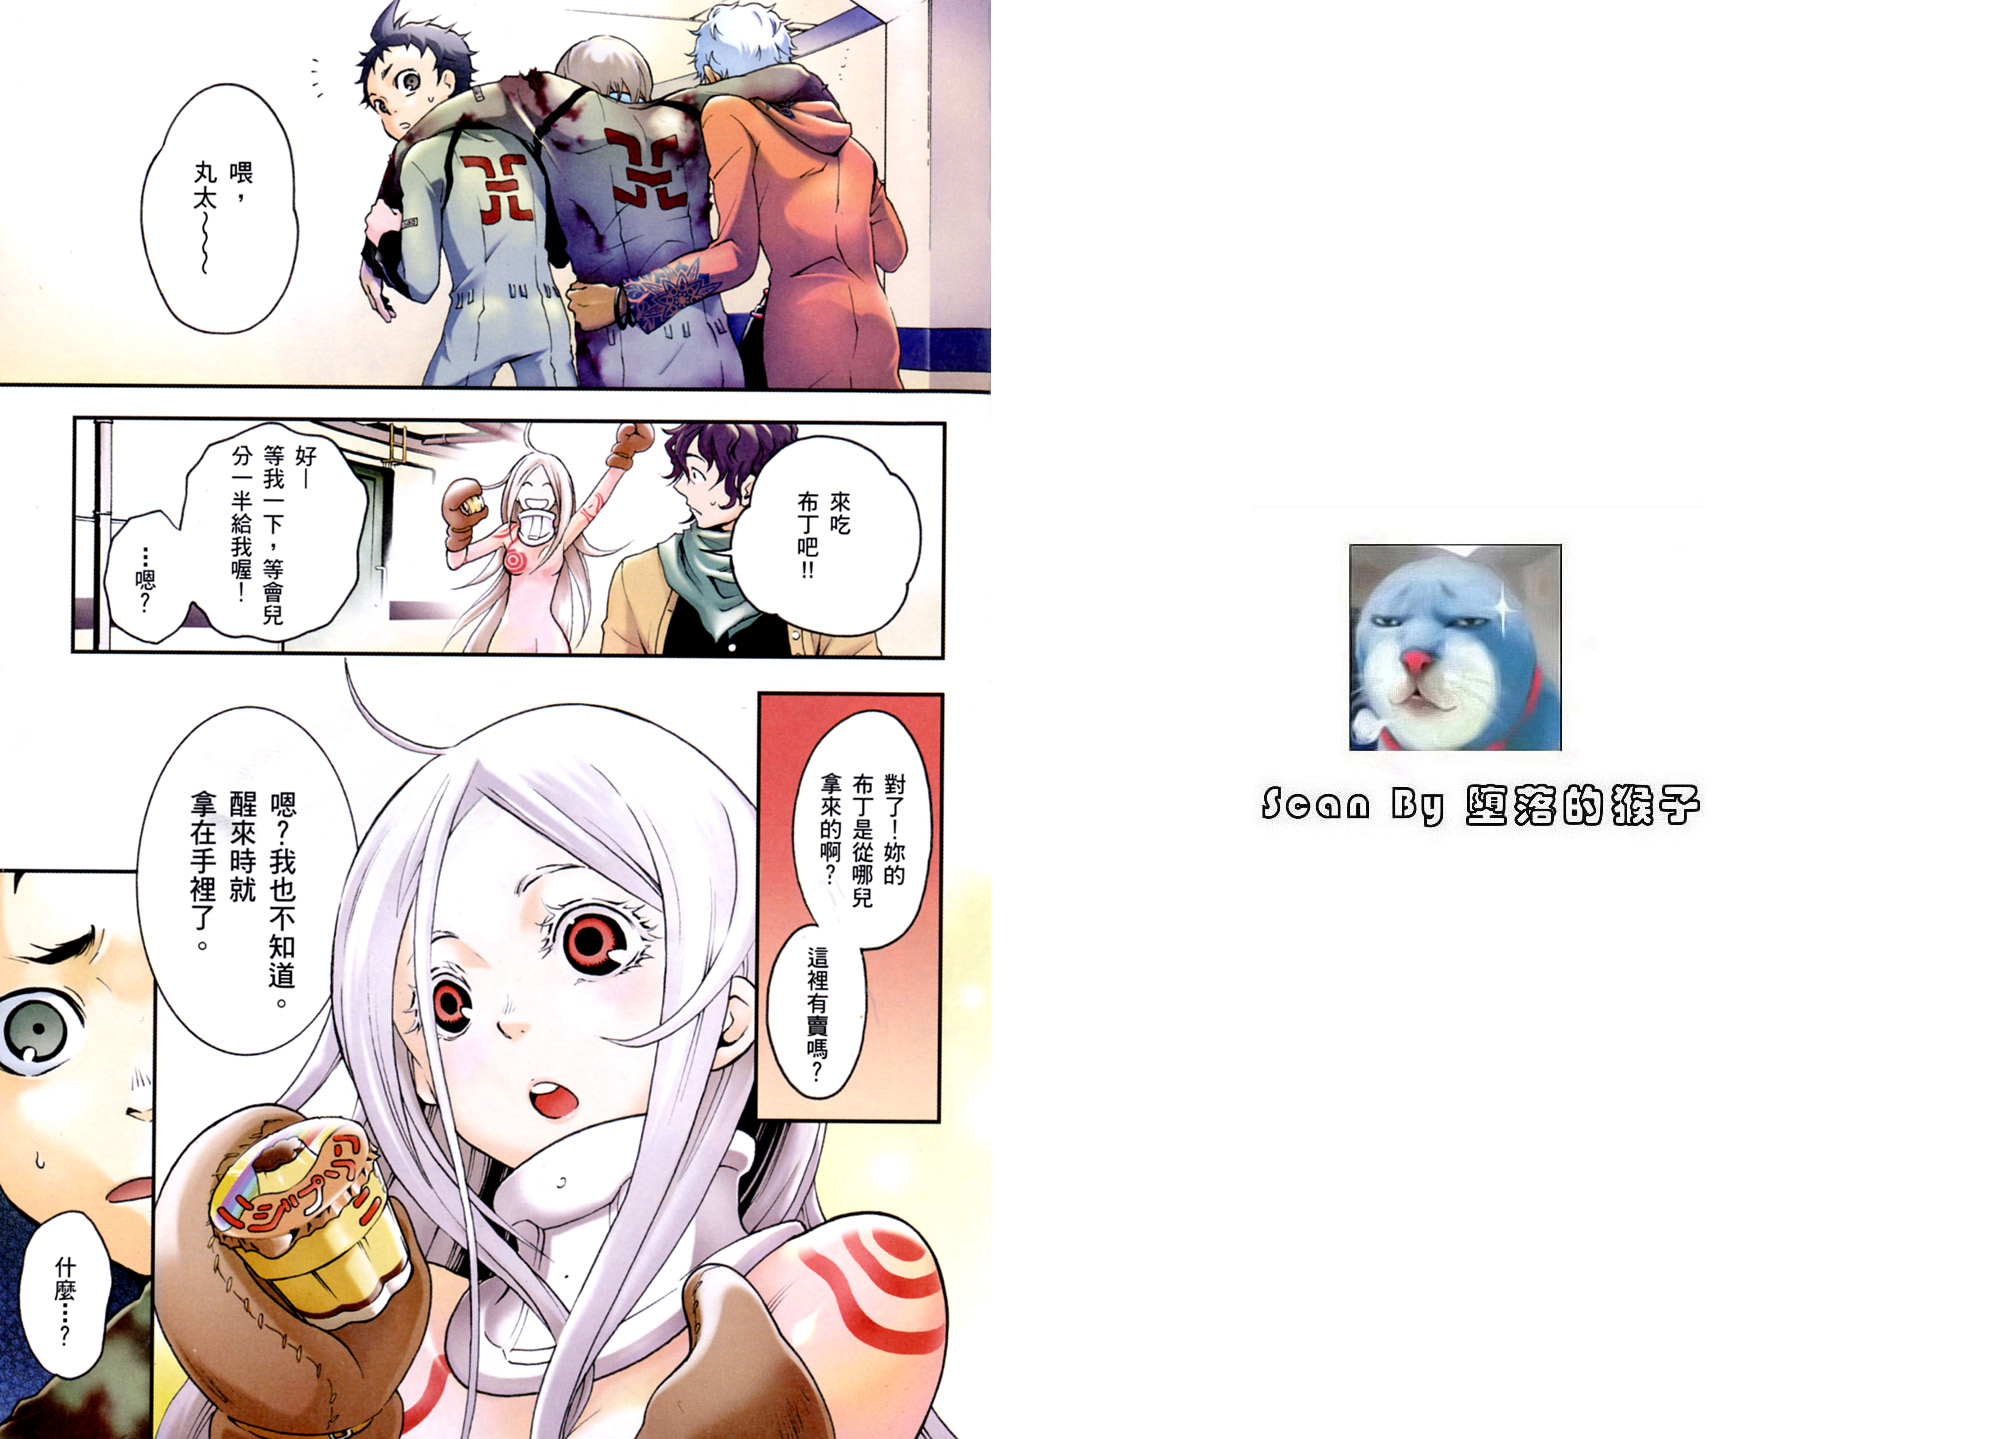 喂，
丸太～～～
來吃
布丁吧!!
好—
等我一下，等會兒
分一半給我喔！
…嗯？
對了！妳的
布丁是從哪兒
拿來的啊？
這裡有賣嗎？
嗯？我也不知道。
醒來時就
拿在手裡了。
什麼……？
Scan By 墮落的猴子